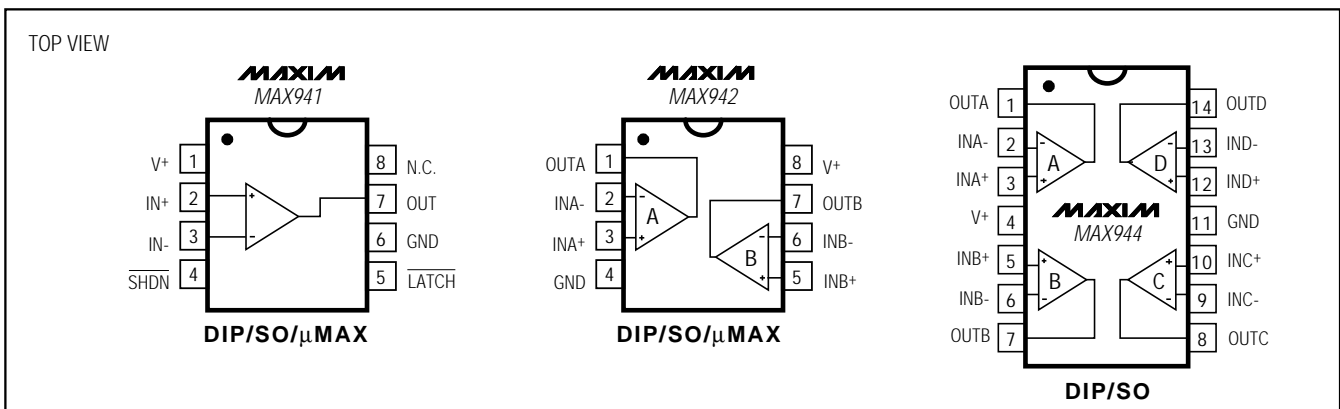 TOP VIEW
MAXIM
MAX941
V+ 1
IN+ 2
IN- 3
SHDN 4
8 N.C.
7 OUT
6 GND
5 LATCH
+
-
DIP/SO/μMAX
MAXIM
MAX942
OUTA 1
INA- 2
INA+ 3
GND 4
8 V+
7 OUTB
6 INB-
5 INB+
- A +
- B +
DIP/SO/μMAX
OUTA 1
INA- 2
INA+ 3
V+ 4
INB+ 5
INB- 6
OUTB 7
14 OUTD
13 IND-
12 IND+
11 GND
10 INC+
9 INC-
8 OUTC
- A +
- D +
MAXIM
MAX944
+ B -
+ C -
DIP/SO